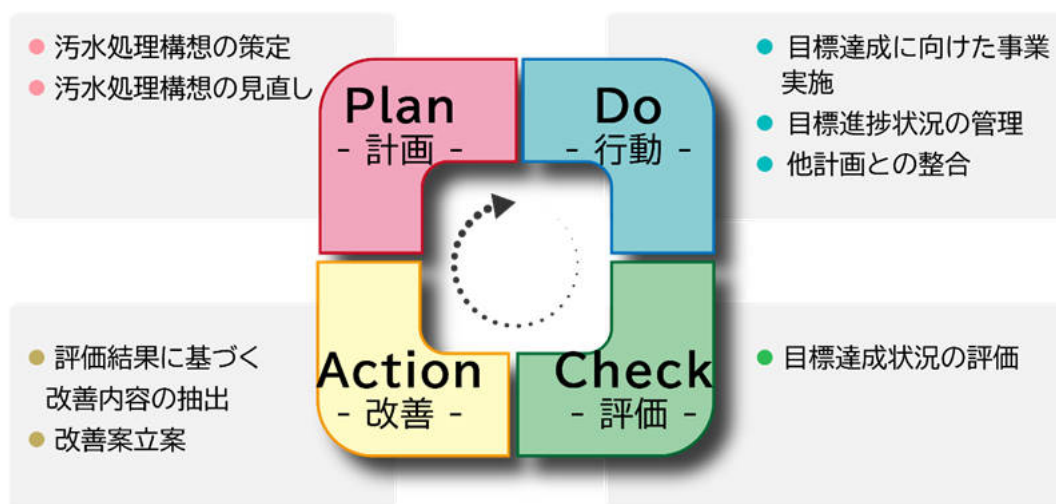 ● 汚水処理構想の策定
● 汚水処理構想の見直し
Plan
- 計画 -
Do
- 行動 -
● 目標達成に向けた事業
実施
● 目標進捗状況の管理
● 他計画との整合
● 評価結果に基づく
改善内容の抽出
● 改善案立案
Action
- 改善 -
Check
- 評価 -
● 目標達成状況の評価